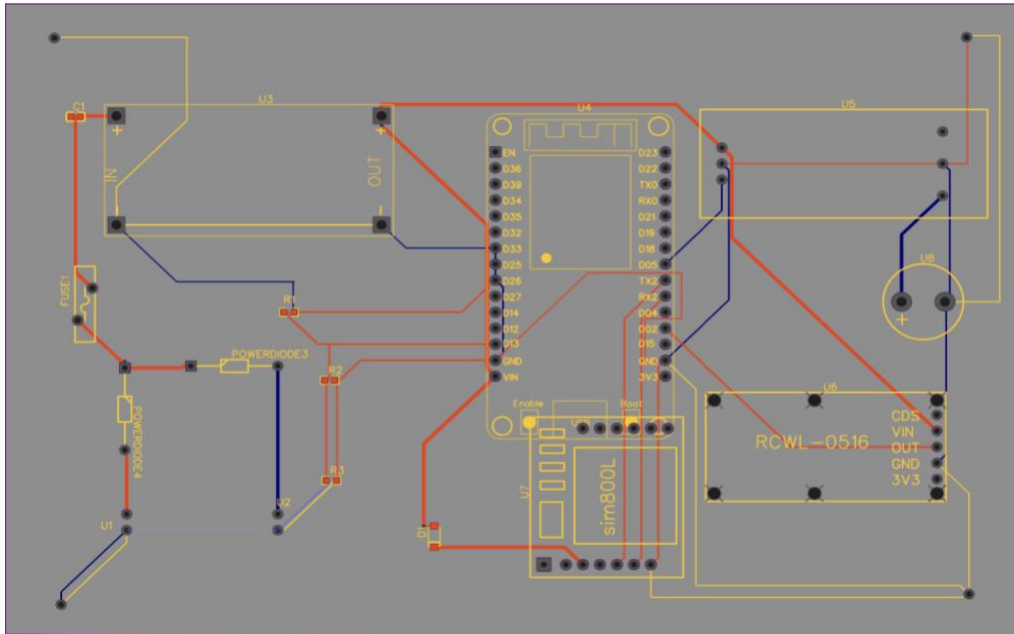 C1
U3
+
+
IN
OUT
-
-
U4
EN
D36
D39
D34
D35
D32
D33
D25
D26
D27
D14
D12
D13
GND
VIN
D23
D22
TX0
RX0
D21
D19
D18
D05
TX2
RX2
D04
D02
D15
GND
3V3
Enable
Boot
U5
U8
+
FUSE1
R1
POWERDIODE3
R2
POWERDIODE4
R3
U1
U2
D1
U7
sim800L
U6
RCWL-0516
CDS
VIN
OUT
GND
3V3